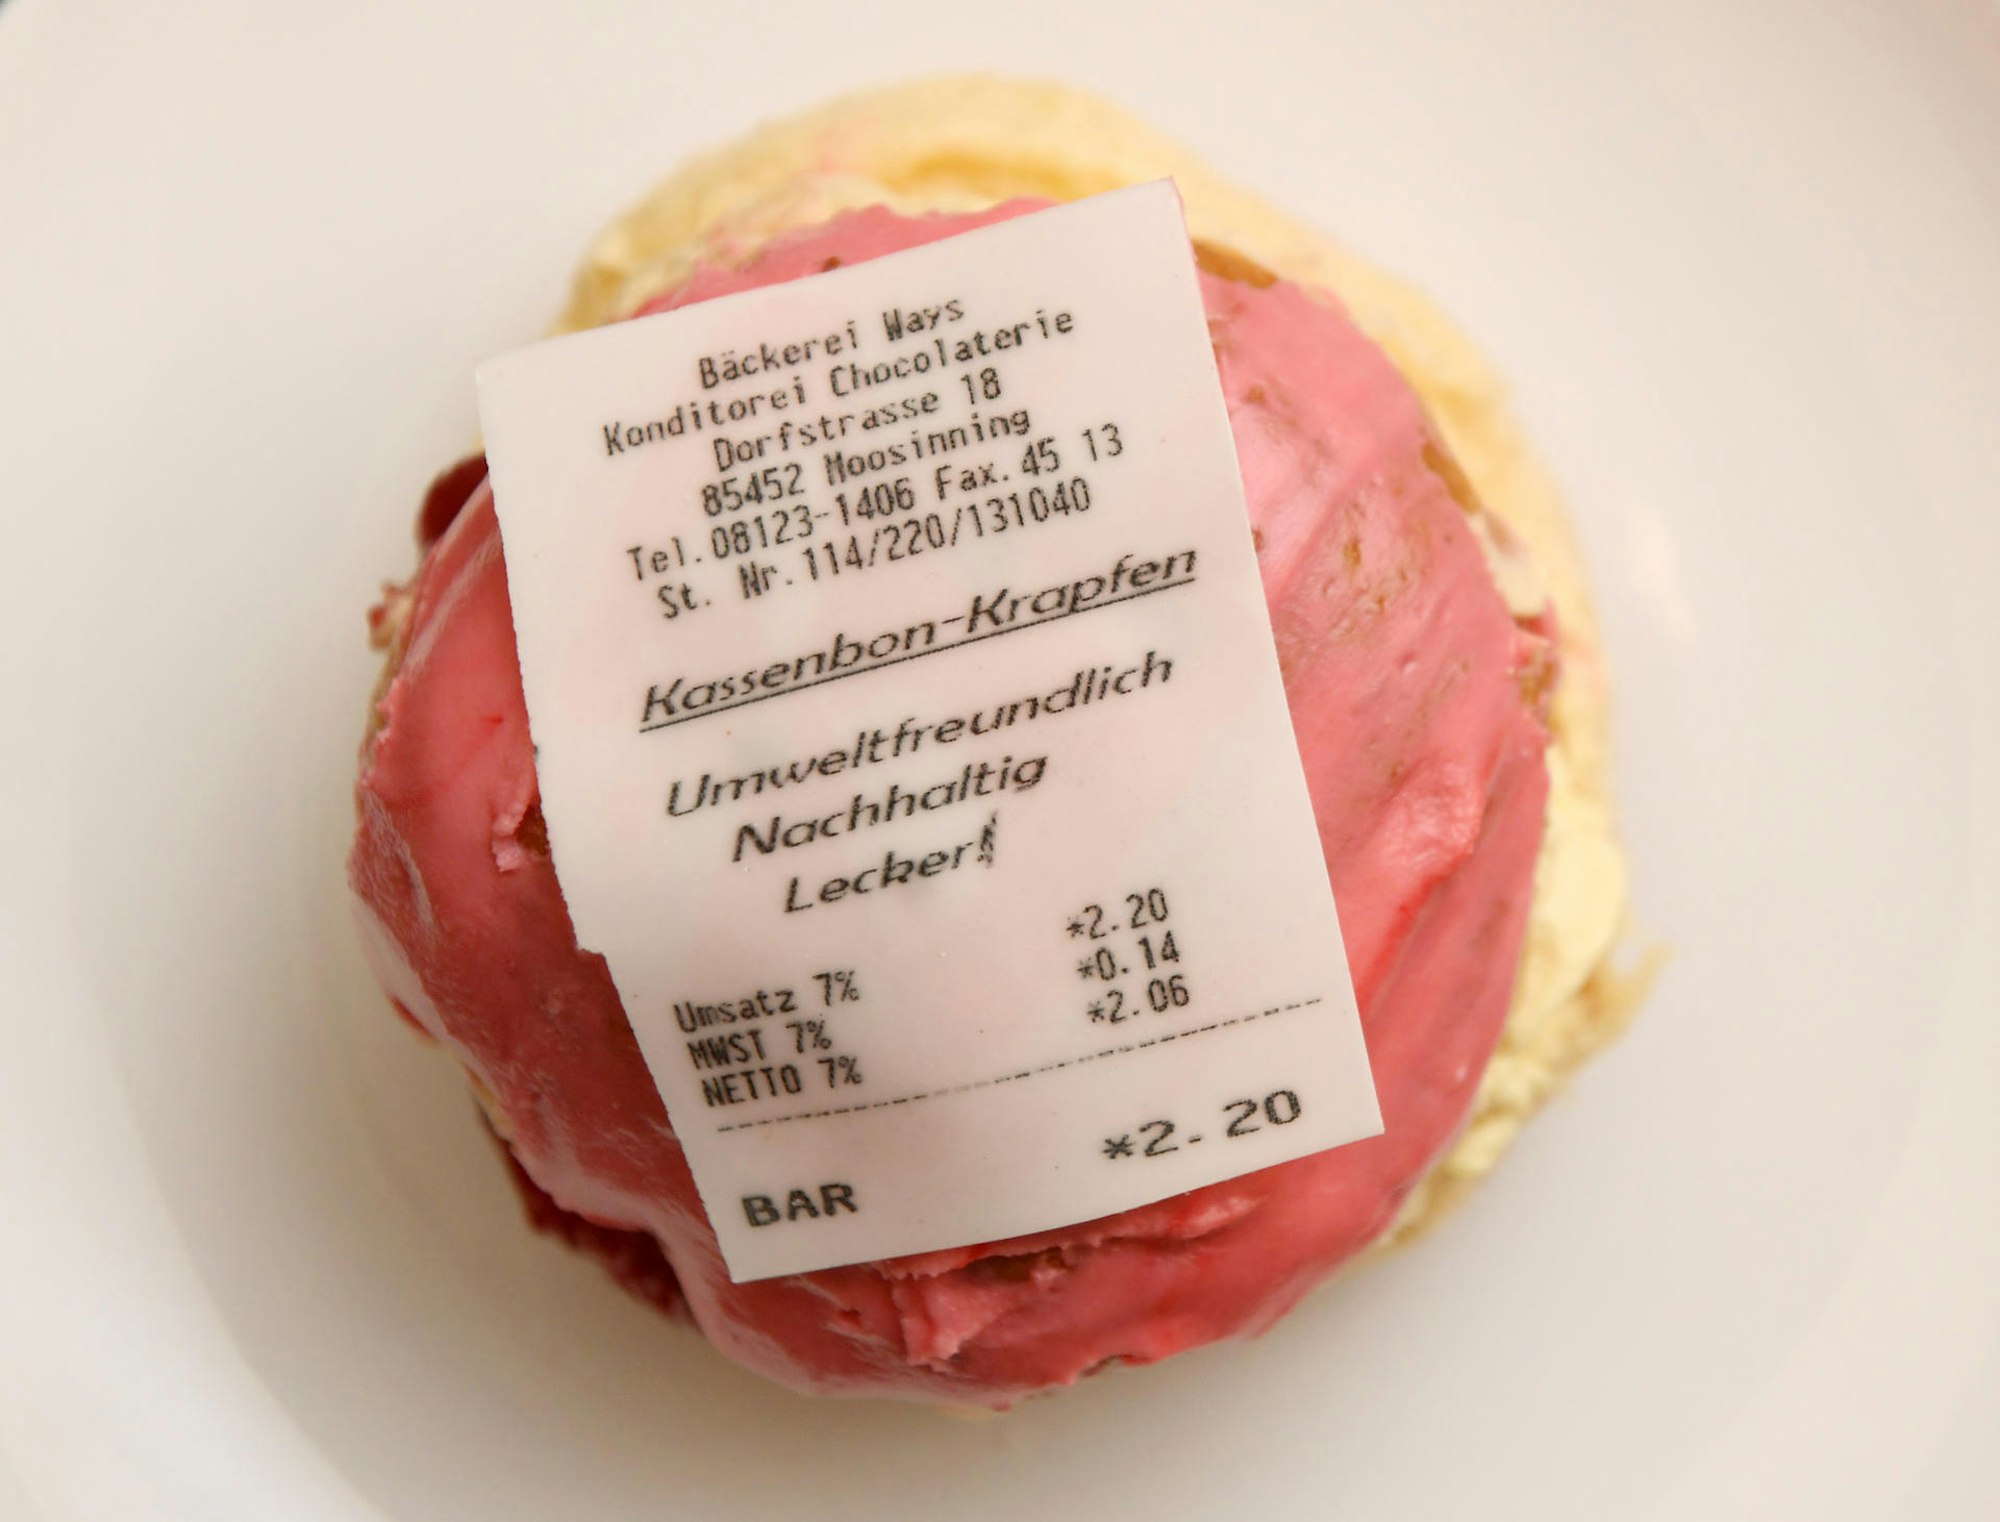 Bäckerei Ways
Konditorei Chocolaterie
Dorfstrasse 18
85452 Moosinning
Tel.08123-1406 Fax.45 13
St. Nr.114/220/131040
Kassenbon-Krapfen
Umweltfreundlich
Nachhaltig
Lecker!
Umsatz 7% *2.20
MWST 7% *0.14
NETTO 7% *2.06
BAR *2.20